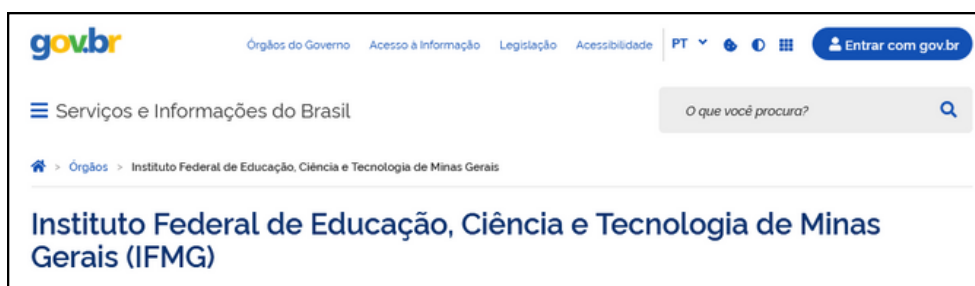 gov.br
Órgãos do Governo Acesso à Informação Legislação Acessibilidade PT Entrar com gov.br
Serviços e Informações do Brasil O que você procura?
> Órgãos > Instituto Federal de Educação, Ciência e Tecnologia de Minas Gerais
Instituto Federal de Educação, Ciência e Tecnologia de Minas
Gerais (IFMG)